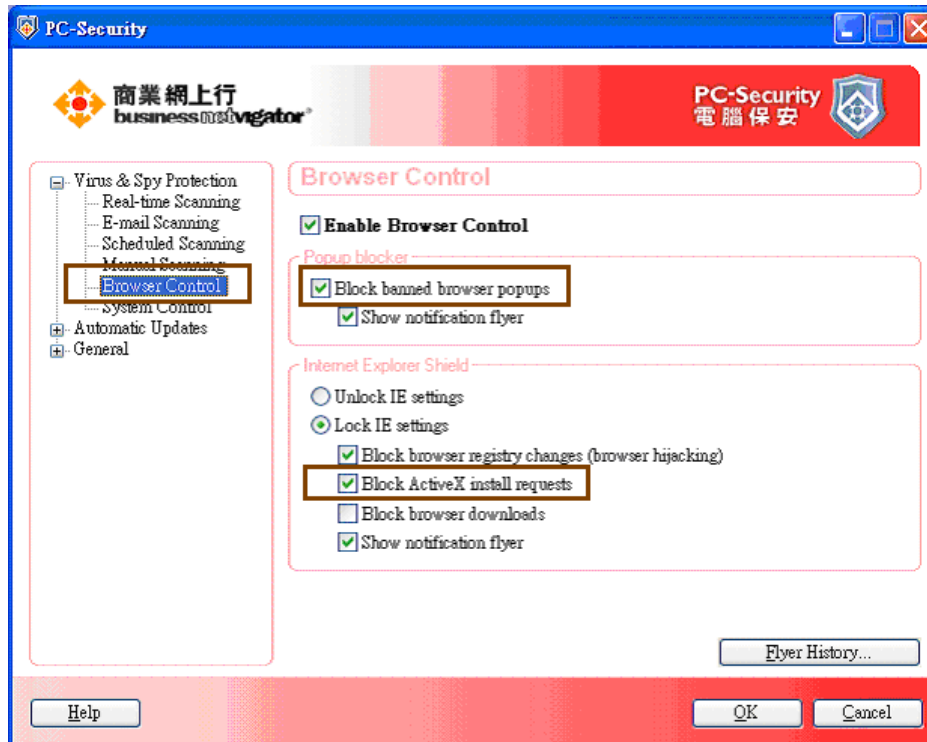 PC-Security
商業網上行
business netvigator
PC-Security
電腦保安
Virus & Spy Protection
Real-time Scanning
E-mail Scanning
Scheduled Scanning
Manual Scanning
Browser Control
System Control
Automatic Updates
General
Browser Control
Enable Browser Control
Popup blocker
Block banned browser popups
Show notification flyer
Internet Explorer Shield
Unlock IE settings
Lock IE settings
Block browser registry changes (browser hijacking)
Block ActiveX install requests
Block browser downloads
Show notification flyer
Flyer History...
Help
OK
Cancel